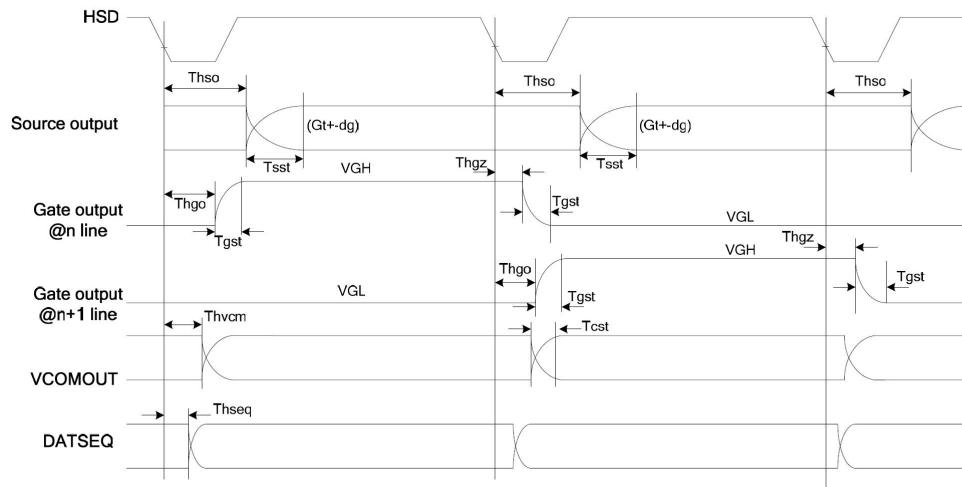 HSD
Thso
Thso
Thso
Source output
(Gt+-dg)
(Gt+-dg)
Tsst
Tsst
VGH
Thgz
Thgo
Tgst
Gate output
@n line
VGL
Tgst
Thgz
VGH
Thgo
Gate output
@n+1 line
VGL
Tgst
Tgst
Thvcm
Tcst
VCOMOUT
Thseq
DATSEQ